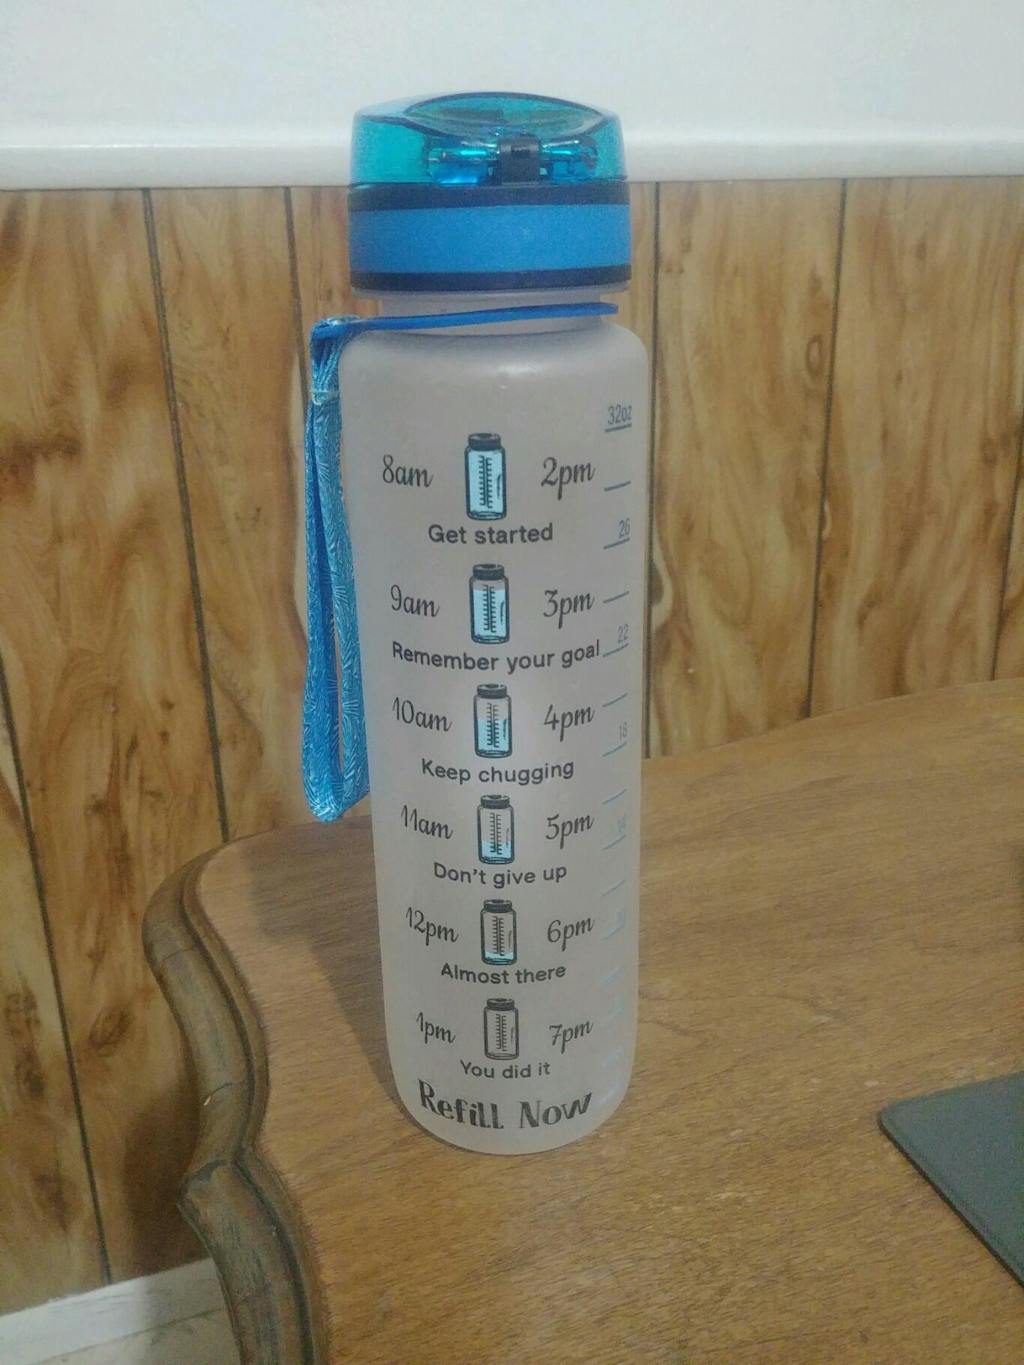 32oz
8am 2pm
Get started
26
9am 3pm
Remember your goal
22
10am 4pm
18
Keep chugging
11am 5pm
14
Don't give up
12pm 6pm
Almost there
1pm 7pm
You did it
Refill Now